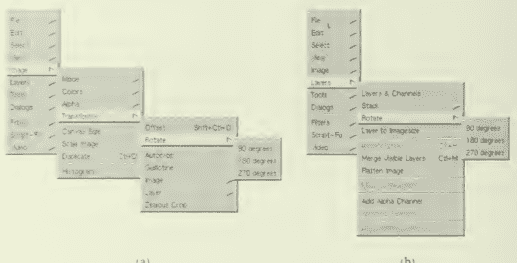 File
Edit
Select
View
Image
Layers
Tools
Dialogs
Filters
Script-Fu
Video
Mode
Colors
Alpha
Transforms
Canvas Size
Scale Image
Duplicate Ctrl+D
Histogram
Offset Shift+Ctrl+O
Rotate
Autocrop
Guillotine
Image
Layer
Zealous Crop
90 degrees
180 degrees
270 degrees
(a)
File
Edit
Select
View
Image
Layers
Tools
Dialogs
Filters
Script-Fu
Video
Layers & Channels
Stack
Rotate
Layer to Imagesize
Merge Visible Layers Ctrl+M
Flatten Image
Add Alpha Channel
90 degrees
180 degrees
270 degrees
(b)